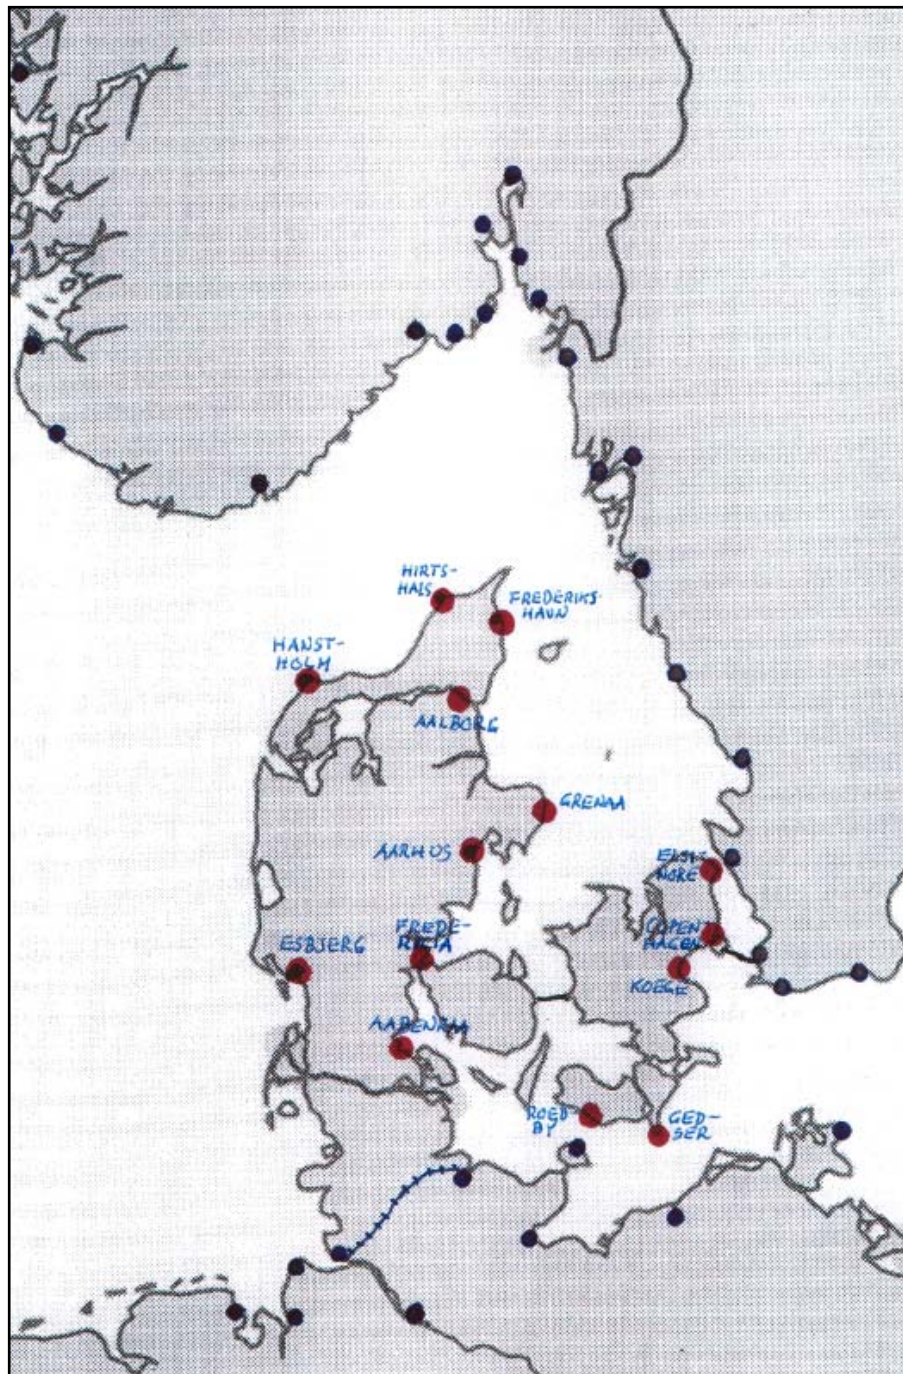 HIRTS-
HALS
FREDERIKS-
HAVN
HANST-
HOLM
AALBORG
GRENAA
AARHUS
ELSI-
NORE
FREDE-
RICIA
COPEN-
HAGEN
ESBJERG
KOEGE
AABENRAA
ROED-
BY
GED-
SER